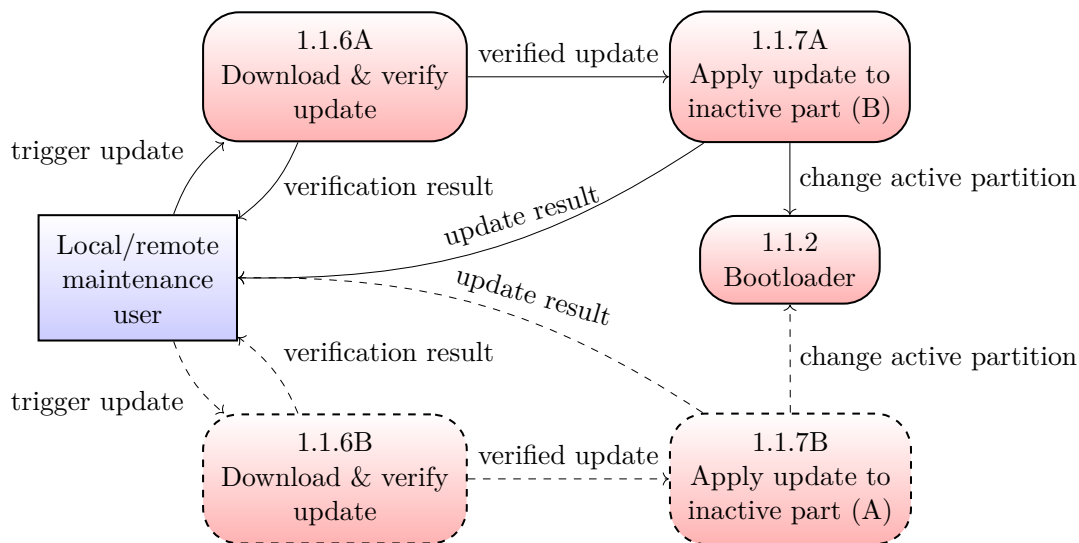 1.1.6A
Download & verify
update
verified update
1.1.7A
Apply update to
inactive part (B)
trigger update
verification result
update result
change active partition
Local/remote
maintenance
user
1.1.2
Bootloader
update result
verification result
change active partition
trigger update
1.1.6B
Download & verify
update
verified update
1.1.7B
Apply update to
inactive part (A)